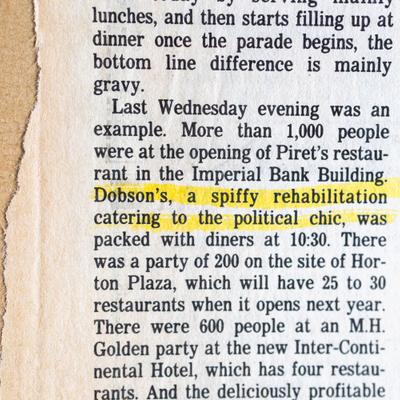 by serving mainly
lunches, and then starts filling up at
dinner once the parade begins, the
bottom line difference is mainly
gravy.
Last Wednesday evening was an
example. More than 1,000 people
were at the opening of Piret's restau-
rant in the Imperial Bank Building.
Dobson's, a spiffy rehabilitation
catering to the political chic, was
packed with diners at 10:30. There
was a party of 200 on the site of Hor-
ton Plaza, which will have 25 to 30
restaurants when it opens next year.
There were 600 people at an M.H.
Golden party at the new Inter-Conti-
nental Hotel, which has four restau-
rants. And the deliciously profitable